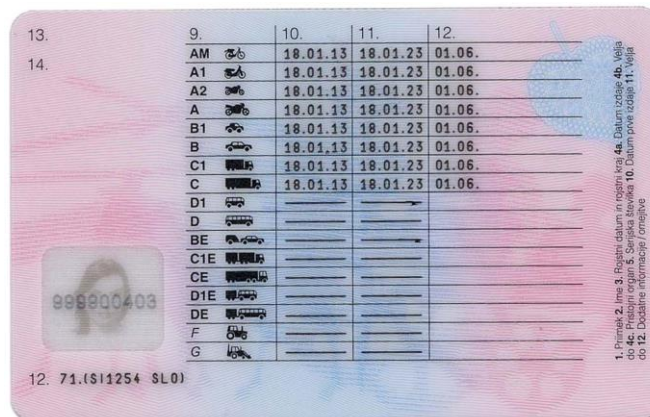 13.
14.
9. 10. 11. 12.
AM 18.01.13 18.01.23 01.06.
A1 18.01.13 18.01.23 01.06.
A2 18.01.13 18.01.23 01.06.
A 18.01.13 18.01.23 01.06.
B1 18.01.13 18.01.23 01.06.
B 18.01.13 18.01.23 01.06.
C1 18.01.13 18.01.23 01.06.
C 18.01.13 18.01.23 01.06.
D1
D
BE
C1E
CE
D1E
DE
F
G
999900403
12. 71.(SI1254 SLO)
1. Priimek 2. Ime 3. Rojstni datum in rojstni kraj 4a. Datum izdaje 4b. Velja
do 4c. Pristojni organ 5. Serijska številka 10. Datum prve izdaje 11. Velja
do 12. Dodatne informacije / omejitve